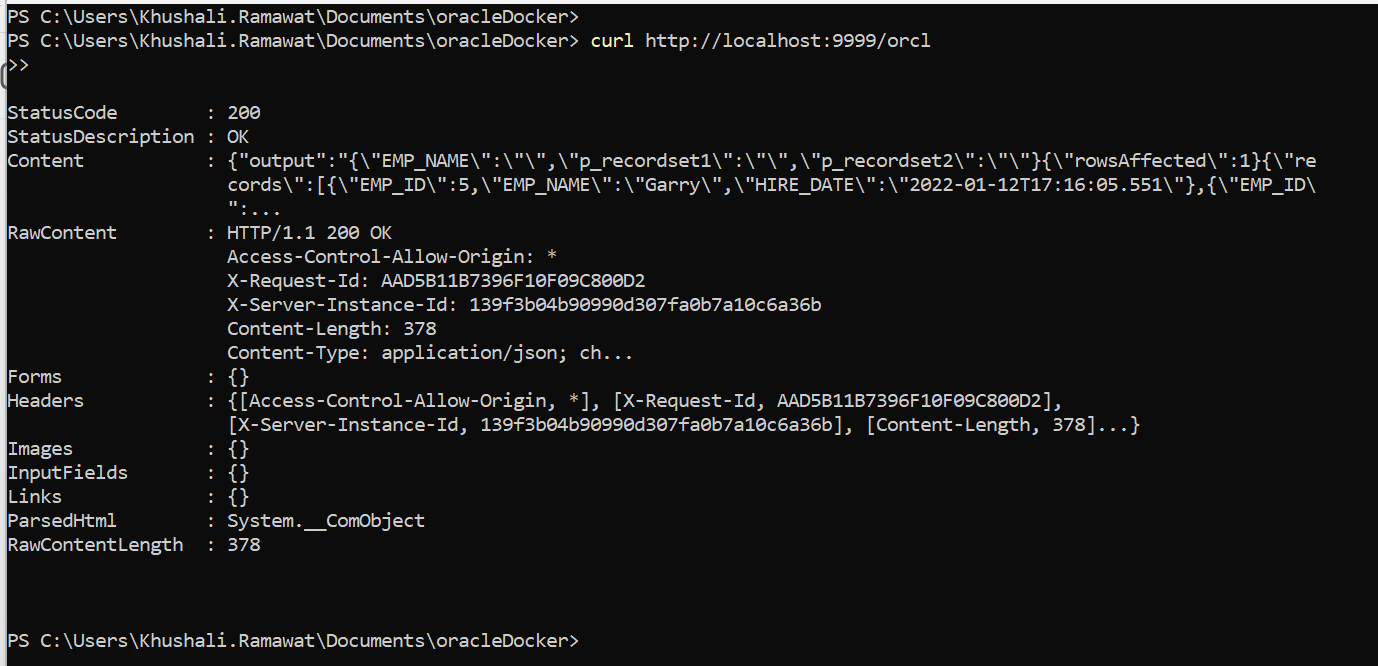 PS C:\Users\Khushali.Ramawat\Documents\oracleDocker>
PS C:\Users\Khushali.Ramawat\Documents\oracleDocker> curl http://localhost:9999/orcl
>>
StatusCode        : 200
StatusDescription : OK
Content           : {"output":"{\"EMP_NAME\":\"\",\"p_recordset1\":\"\",\"p_recordset2\":\"\"}{\"rowsAffected\":1}{\"re
                    cords\":[{\"EMP_ID\":5,\"EMP_NAME\":\"Garry\",\"HIRE_DATE\":\"2022-01-12T17:16:05.551\"},{\"EMP_ID\
                    ":...
RawContent        : HTTP/1.1 200 OK
                    Access-Control-Allow-Origin: *
                    X-Request-Id: AAD5B11B7396F10F09C800D2
                    X-Server-Instance-Id: 139f3b04b90990d307fa0b7a10c6a36b
                    Content-Length: 378
                    Content-Type: application/json; ch...
Forms             : {}
Headers           : {[Access-Control-Allow-Origin, *], [X-Request-Id, AAD5B11B7396F10F09C800D2],
                    [X-Server-Instance-Id, 139f3b04b90990d307fa0b7a10c6a36b], [Content-Length, 378]...}
Images            : {}
InputFields       : {}
Links             : {}
ParsedHtml        : System.__ComObject
RawContentLength  : 378
PS C:\Users\Khushali.Ramawat\Documents\oracleDocker>